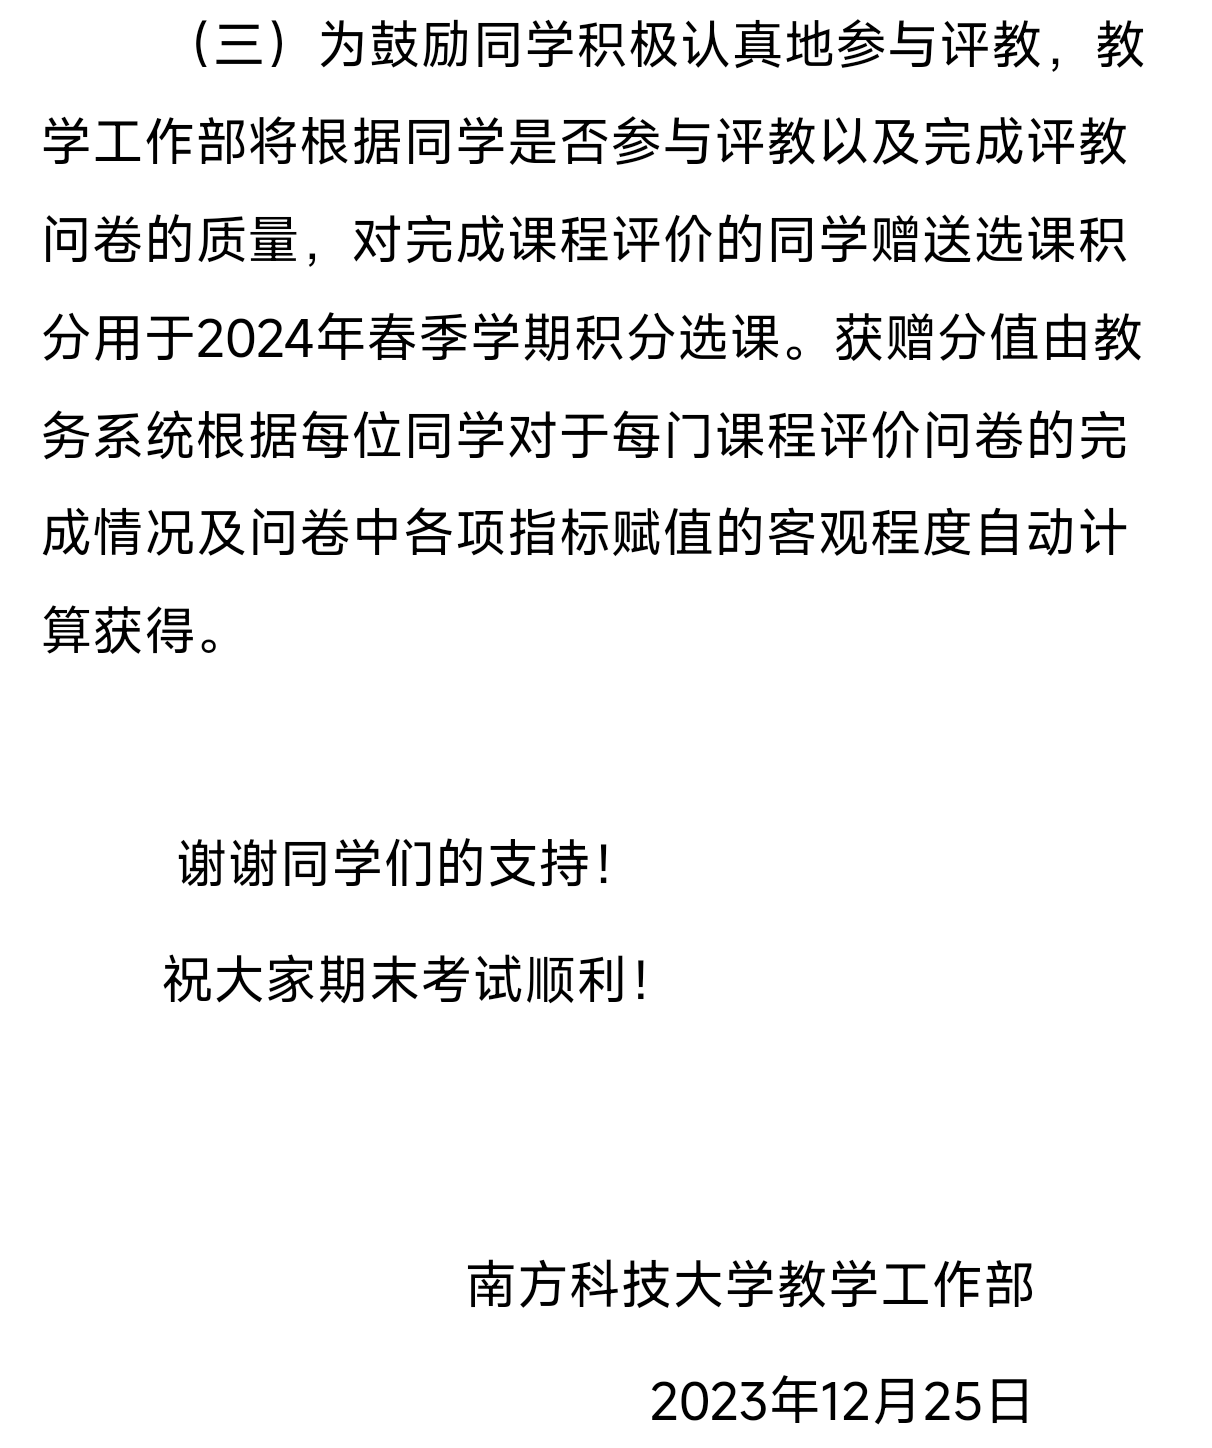 （三）为鼓励同学积极认真地参与评教，教
学工作部将根据同学是否参与评教以及完成评教
问卷的质量，对完成课程评价的同学赠送选课积
分用于2024年春季学期积分选课。获赠分值由教
务系统根据每位同学对于每门课程评价问卷的完
成情况及问卷中各项指标赋值的客观程度自动计
算获得。
谢谢同学们的支持！
祝大家期末考试顺利！
南方科技大学教学工作部
2023年12月25日